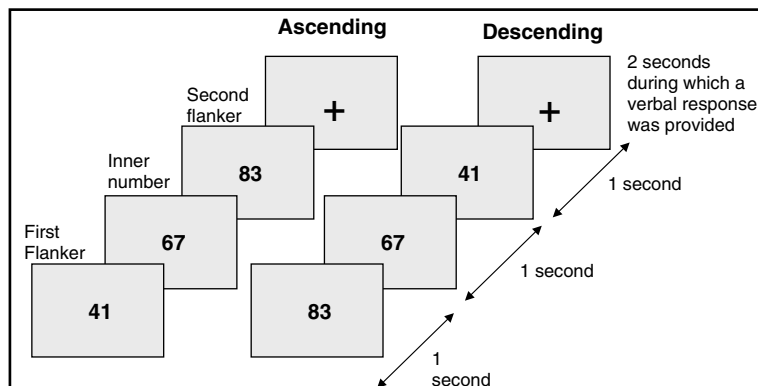 Ascending
Descending
2 seconds
during which a
verbal response
was provided
Second
flanker
+
+
Inner
number
83
41
1 second
First
Flanker
67
67
1 second
41
83
1
second